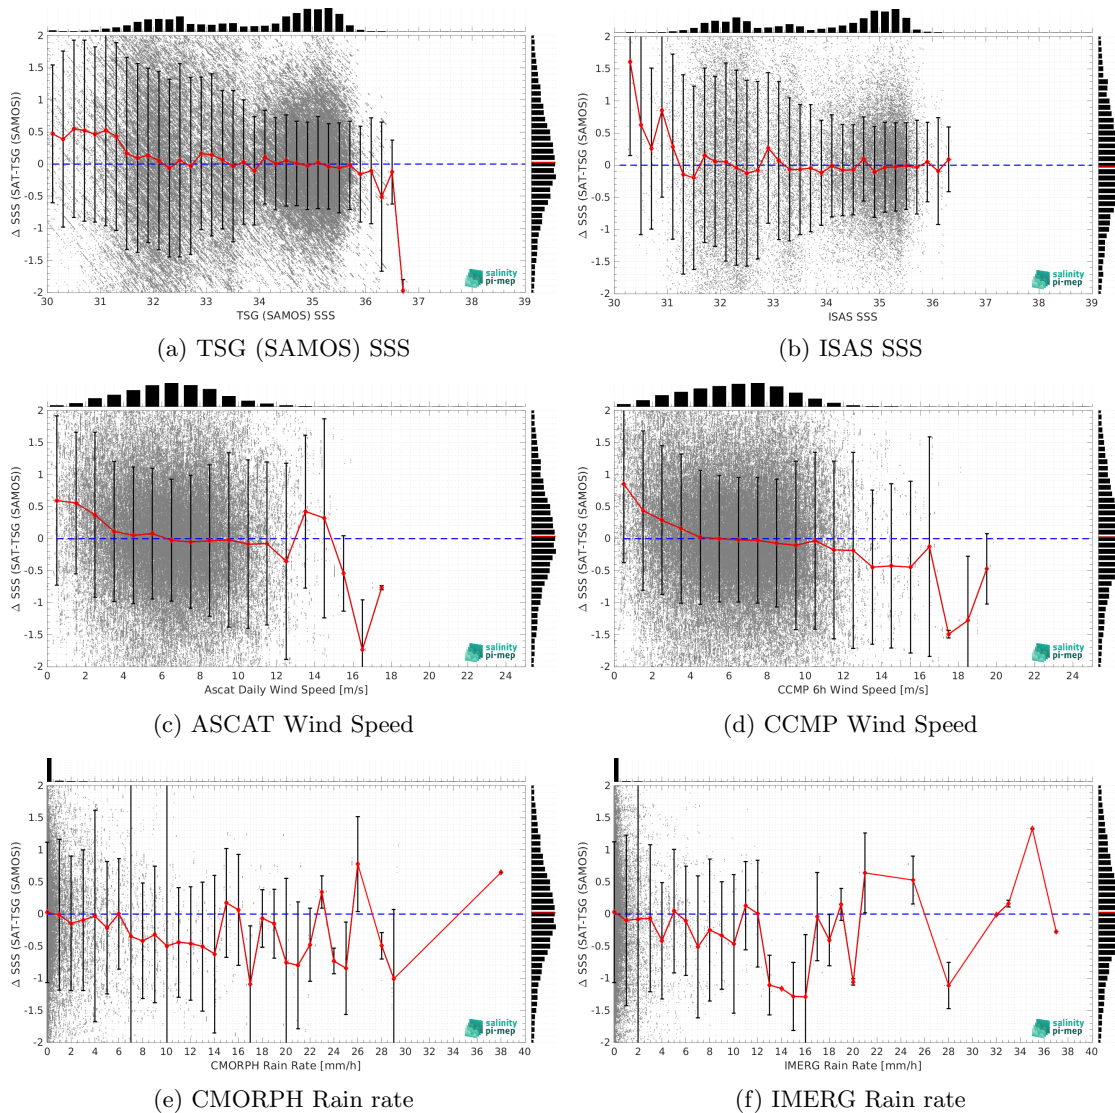 2
1.5
1
0.5
0
-0.5
-1
-1.5
-2
Δ SSS (SAT-TSG (SAMOS))
30 31 32 33 34 35 36 37 38 39
TSG (SAMOS) SSS
salinity
pi-mep
(a) TSG (SAMOS) SSS
2
1.5
1
0.5
0
-0.5
-1
-1.5
-2
Δ SSS (SAT-TSG (SAMOS))
30 31 32 33 34 35 36 37 38 39
ISAS SSS
salinity
pi-mep
(b) ISAS SSS
2
1.5
1
0.5
0
-0.5
-1
-1.5
-2
Δ SSS (SAT-TSG (SAMOS))
0 2 4 6 8 10 12 14 16 18 20 22 24
Ascat Daily Wind Speed [m/s]
salinity
pi-mep
(c) ASCAT Wind Speed
2
1.5
1
0.5
0
-0.5
-1
-1.5
-2
Δ SSS (SAT-TSG (SAMOS))
0 2 4 6 8 10 12 14 16 18 20 22 24
CCMP 6h Wind Speed [m/s]
salinity
pi-mep
(d) CCMP Wind Speed
2
1.5
1
0.5
0
-0.5
-1
-1.5
-2
Δ SSS (SAT-TSG (SAMOS))
0 2 4 6 8 10 12 14 16 18 20 22 24 26 28 30 32 34 36 38 40
CMORPH Rain Rate [mm/h]
salinity
pi-mep
(e) CMORPH Rain rate
2
1.5
1
0.5
0
-0.5
-1
-1.5
-2
Δ SSS (SAT-TSG (SAMOS))
0 2 4 6 8 10 12 14 16 18 20 22 24 26 28 30 32 34 36 38 40
IMERG Rain Rate [mm/h]
salinity
pi-mep
(f) IMERG Rain rate